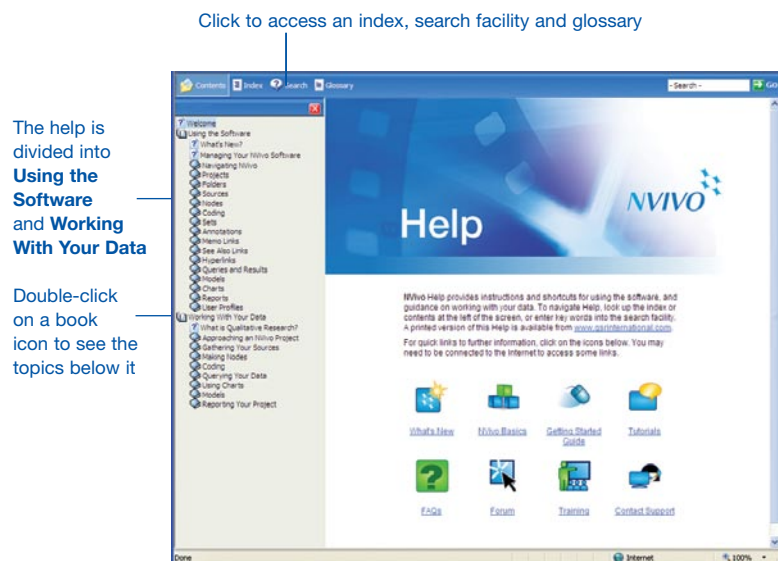 Click to access an index, search facility and glossary
The help is
divided into
Using the
Software
and Working
With Your Data
Double-click
on a book
icon to see the
topics below it
Contents Index Search Glossary
- Search - GO
Welcome
Using the Software
What's New?
Managing Your NVivo Software
Navigating NVivo
Projects
Folders
Sources
Nodes
Coding
Sets
Annotations
Memo Links
See Also Links
Hyperlinks
Queries and Results
Models
Charts
Reports
User Profiles
Working With Your Data
What is Qualitative Research?
Approaching an NVivo Project
Gathering Your Sources
Making Nodes
Coding
Querying Your Data
Using Charts
Models
Reporting Your Project
Help
NVIVO
NVivo Help provides instructions and shortcuts for using the software, and
guidance on working with your data. To navigate Help, look up the index or
contents at the left of the screen, or enter key words into the search facility.
A printed version of this Help is available from www.qsrinternational.com.
For quick links to further information, click on the icons below. You may
need to be connected to the Internet to access some links.
What's New NVivo Basics Getting Started Tutorials
Guide
FAQs Forum Training Contact Support
Done Internet 100%